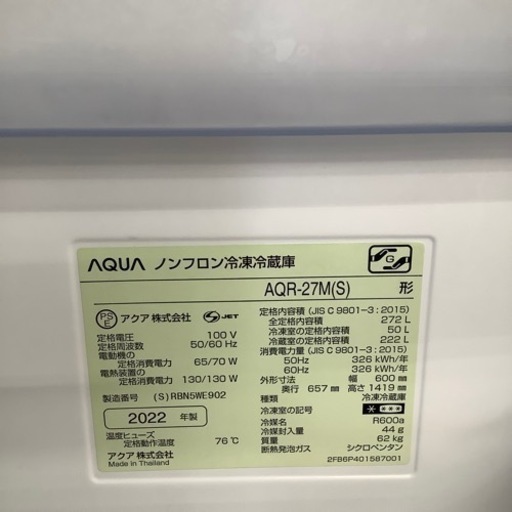 AQUA ノンフロン冷凍冷蔵庫
AQR-27M(S) 形
G
PS E アクア 株式会社 S JET
定格電圧 100 V
定格周波数 50/60 Hz
電動機の
定格消費電力 65/70 W
電熱装置の
定格消費電力 130/130 W
製造番号 (S)RBN5WE902
2022 年製
温度ヒューズ
定格動作温度 76℃
アクア 株式会社
Made in Thailand
定格内容積 (JIS C 9801-3:2015)
全定格内容積 272 L
冷凍室の定格内容積 50 L
冷蔵室の定格内容積 222 L
消費電力量 (JIS C 9801-3:2015)
50Hz 326 kWh/年
60Hz 326 kWh/年
外形寸法 幅 600 mm
奥行 657 mm 高さ 1419 mm
種類 冷凍冷蔵庫
冷凍室の記号
冷媒名 R600a
冷媒封入量 44 g
質量 62 kg
断熱発泡ガス シクロペンタン
2FB6P401587001